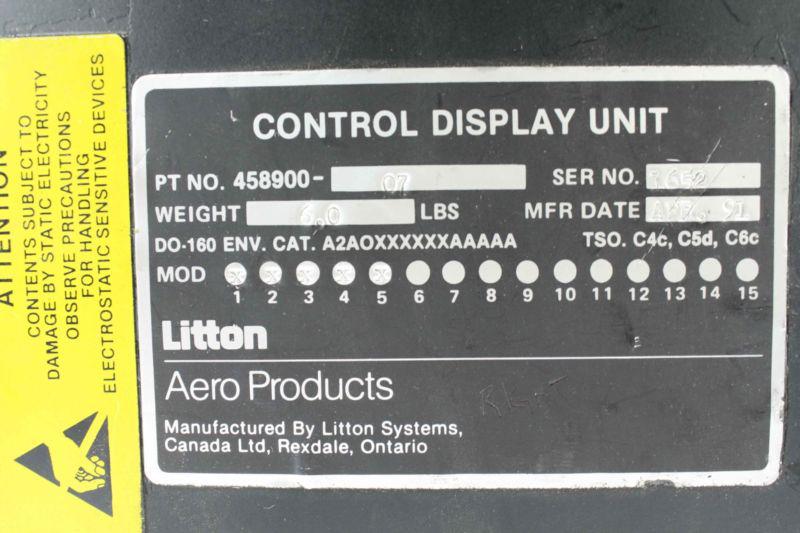 ATTENTION
CONTENTS SUBJECT TO
DAMAGE BY STATIC ELECTRICITY
OBSERVE PRECAUTIONS
FOR HANDLING
ELECTROSTATIC SENSITIVE DEVICES
CONTROL DISPLAY UNIT
PT NO. 458900- 07 SER NO.
WEIGHT 6.0 LBS MFR DATE 91
DO-160 ENV. CAT. A2AOXXXXXXAAAAA TSO. C4c, C5d, C6c
MOD X X X X X
1 2 3 4 5 6 7 8 9 10 11 12 13 14 15
Litton
Aero Products
Manufactured By Litton Systems,
Canada Ltd, Rexdale, Ontario